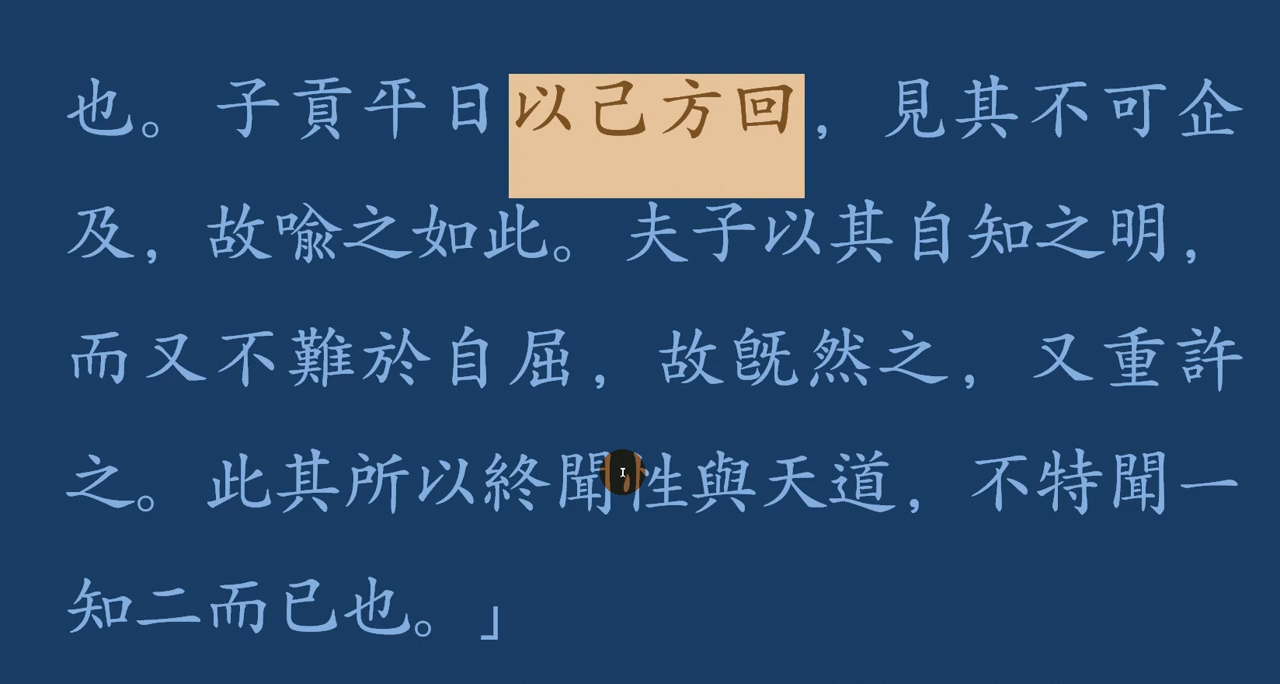 也。子貢平日以己方回，見其不可企
及，故喻之如此。夫子以其自知之明，
而又不難於自屈，故既然之，又重許
之。此其所以終聞性與天道，不特聞一
知二而已也。」